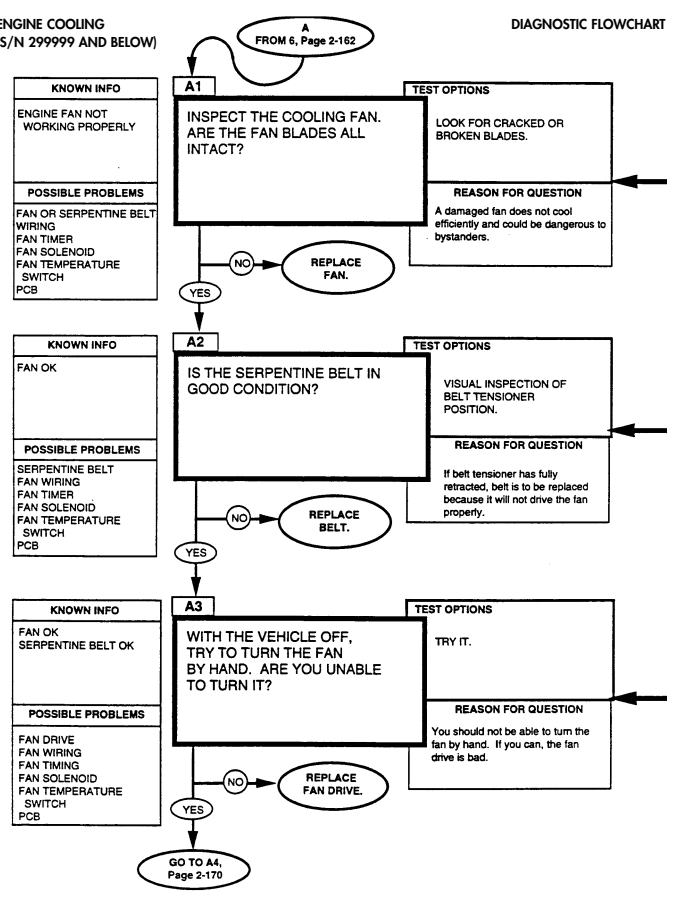 ENGINE COOLING
DIAGNOSTIC FLOWCHART
(S/N 299999 AND BELOW)
A
FROM 6, Page 2-162
KNOWN INFO
ENGINE FAN NOT
WORKING PROPERLY
POSSIBLE PROBLEMS
FAN OR SERPENTINE BELT
WIRING
FAN TIMER
FAN SOLENOID
FAN TEMPERATURE
SWITCH
PCB
A1
INSPECT THE COOLING FAN.
ARE THE FAN BLADES ALL
INTACT?
TEST OPTIONS
LOOK FOR CRACKED OR
BROKEN BLADES.
REASON FOR QUESTION
A damaged fan does not cool
efficiently and could be dangerous to
bystanders.
NO
REPLACE
FAN.
YES
KNOWN INFO
FAN OK
POSSIBLE PROBLEMS
SERPENTINE BELT
FAN WIRING
FAN TIMER
FAN SOLENOID
FAN TEMPERATURE
SWITCH
PCB
A2
IS THE SERPENTINE BELT IN
GOOD CONDITION?
TEST OPTIONS
VISUAL INSPECTION OF
BELT TENSIONER
POSITION.
REASON FOR QUESTION
If belt tensioner has fully
retracted, belt is to be replaced
because it will not drive the fan
properly.
NO
REPLACE
BELT.
YES
KNOWN INFO
FAN OK
SERPENTINE BELT OK
POSSIBLE PROBLEMS
FAN DRIVE
FAN WIRING
FAN TIMING
FAN SOLENOID
FAN TEMPERATURE
SWITCH
PCB
A3
WITH THE VEHICLE OFF,
TRY TO TURN THE FAN
BY HAND. ARE YOU UNABLE
TO TURN IT?
TEST OPTIONS
TRY IT.
REASON FOR QUESTION
You should not be able to turn the
fan by hand. If you can, the fan
drive is bad.
NO
REPLACE
FAN DRIVE.
YES
GO TO A4,
Page 2-170